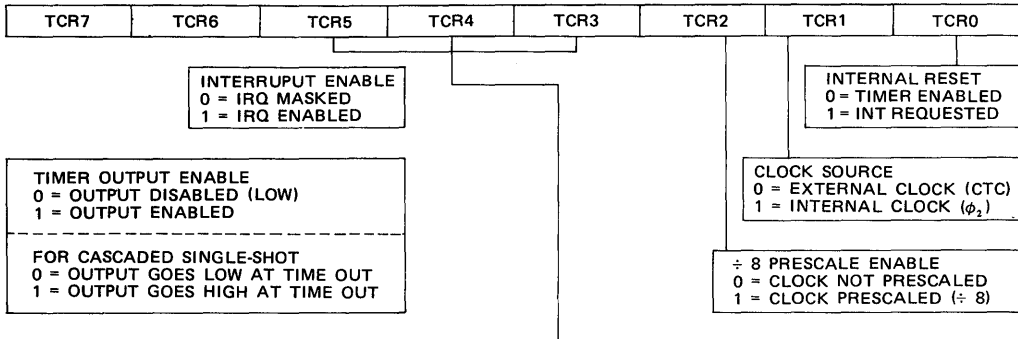 TCR7 TCR6 TCR5 TCR4 TCR3 TCR2 TCR1 TCR0
INTERRUPUT ENABLE
0 = IRQ MASKED
1 = IRQ ENABLED
INTERNAL RESET
0 = TIMER ENABLED
1 = INT REQUESTED
TIMER OUTPUT ENABLE
0 = OUTPUT DISABLED (LOW)
1 = OUTPUT ENABLED
FOR CASCADED SINGLE-SHOT
0 = OUTPUT GOES LOW AT TIME OUT
1 = OUTPUT GOES HIGH AT TIME OUT
CLOCK SOURCE
0 = EXTERNAL CLOCK (CTC)
1 = INTERNAL CLOCK (ϕ₂)
÷ 8 PRESCALE ENABLE
0 = CLOCK NOT PRESCALED
1 = CLOCK PRESCALED (÷ 8)